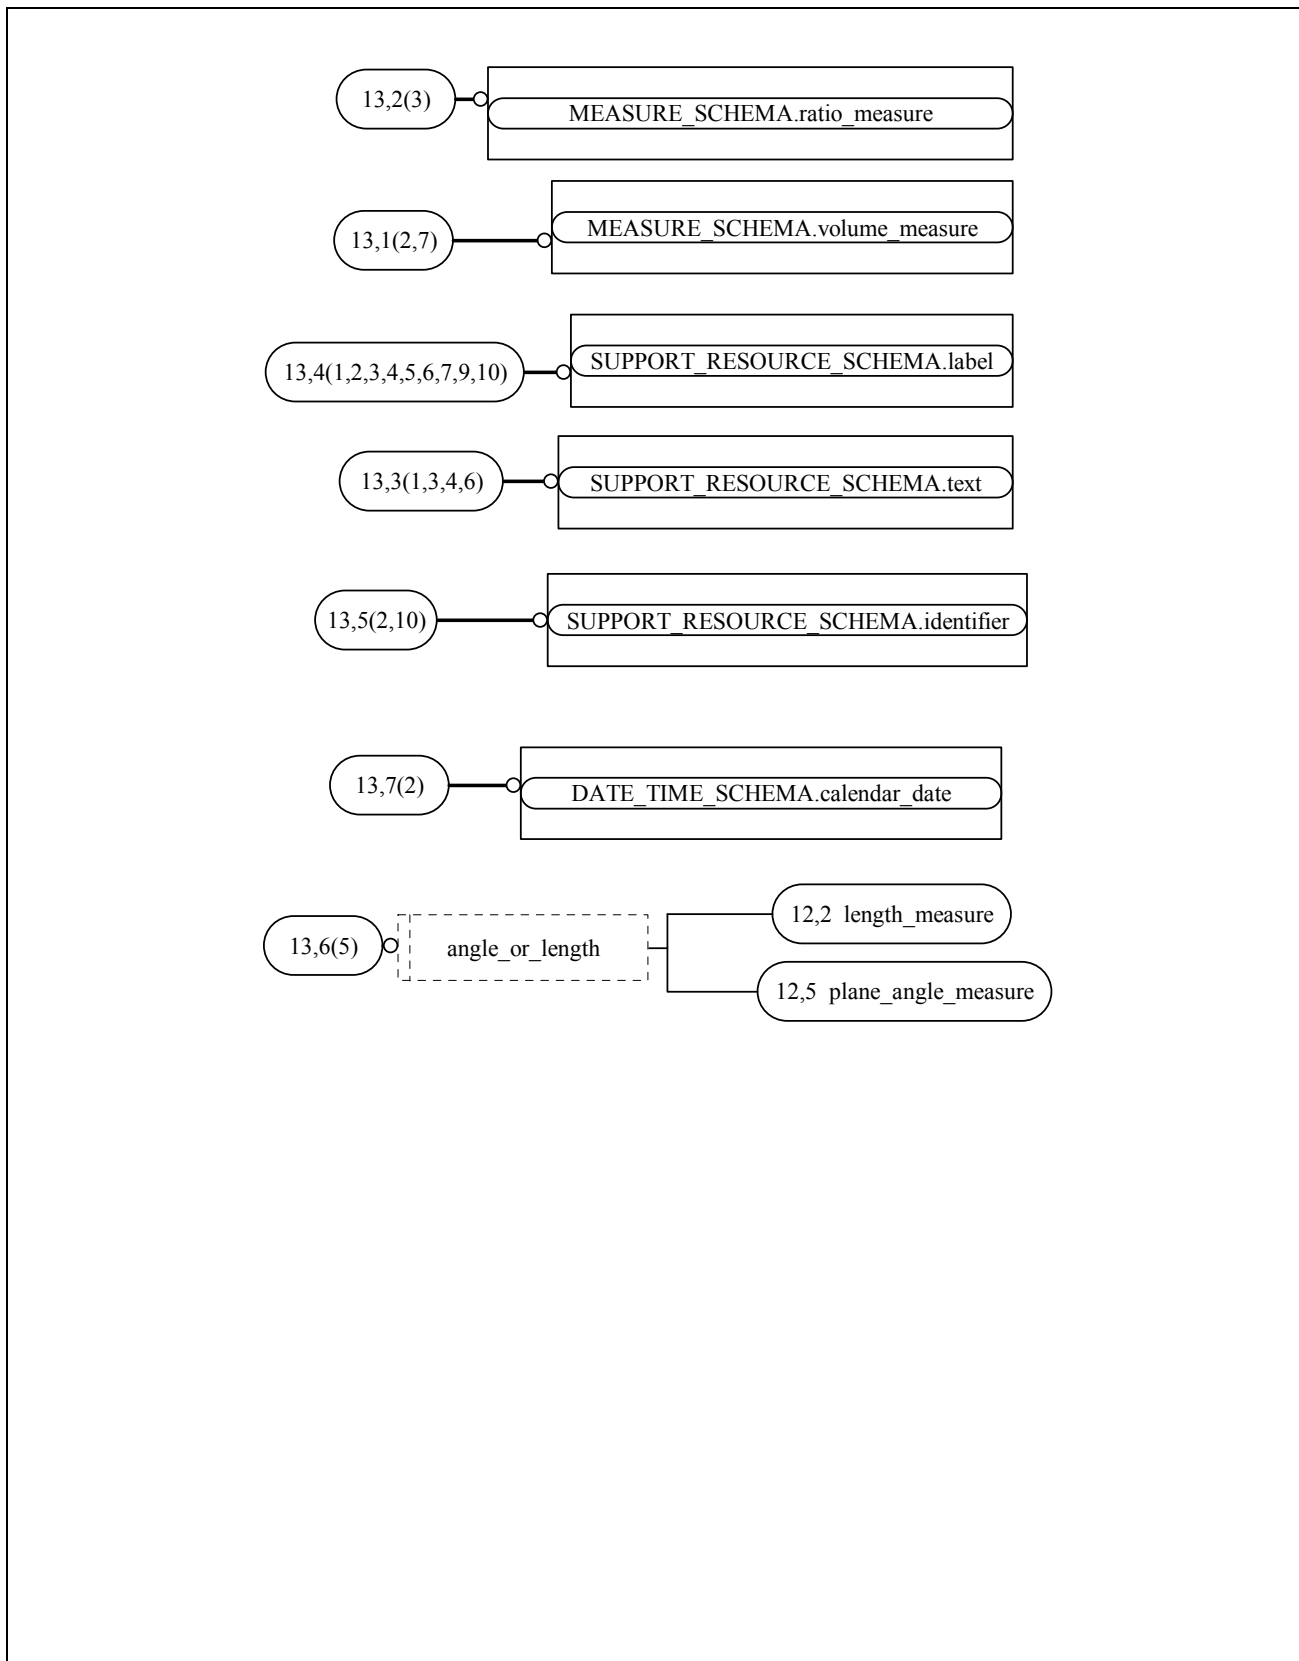 13,2(3)
MEASURE_SCHEMA.ratio_measure
13,1(2,7)
MEASURE_SCHEMA.volume_measure
13,4(1,2,3,4,5,6,7,9,10)
SUPPORT_RESOURCE_SCHEMA.label
13,3(1,3,4,6)
SUPPORT_RESOURCE_SCHEMA.text
13,5(2,10)
SUPPORT_RESOURCE_SCHEMA.identifier
13,7(2)
DATE_TIME_SCHEMA.calendar_date
13,6(5)
angle_or_length
12,2 length_measure
12,5 plane_angle_measure